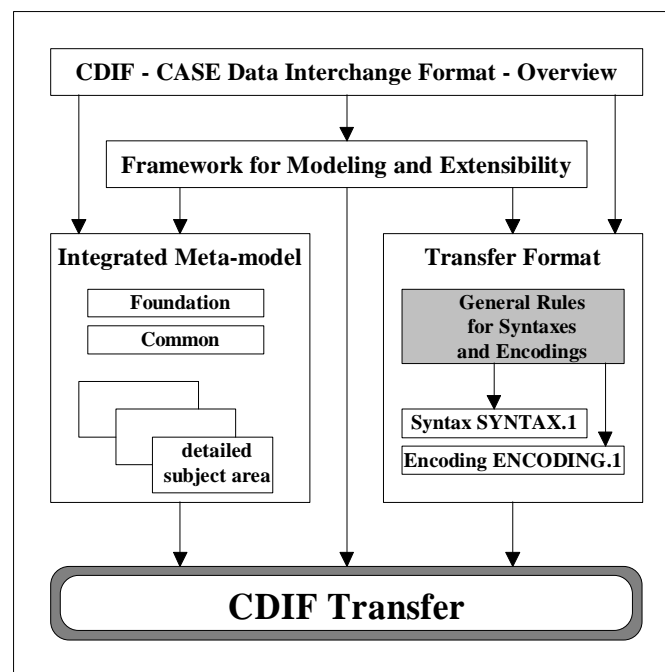 CDIF - CASE Data Interchange Format - Overview
Framework for Modeling and Extensibility
Integrated Meta-model
Foundation
Common
detailed
subject area
Transfer Format
General Rules
for Syntaxes
and Encodings
Syntax SYNTAX.1
Encoding ENCODING.1
CDIF Transfer